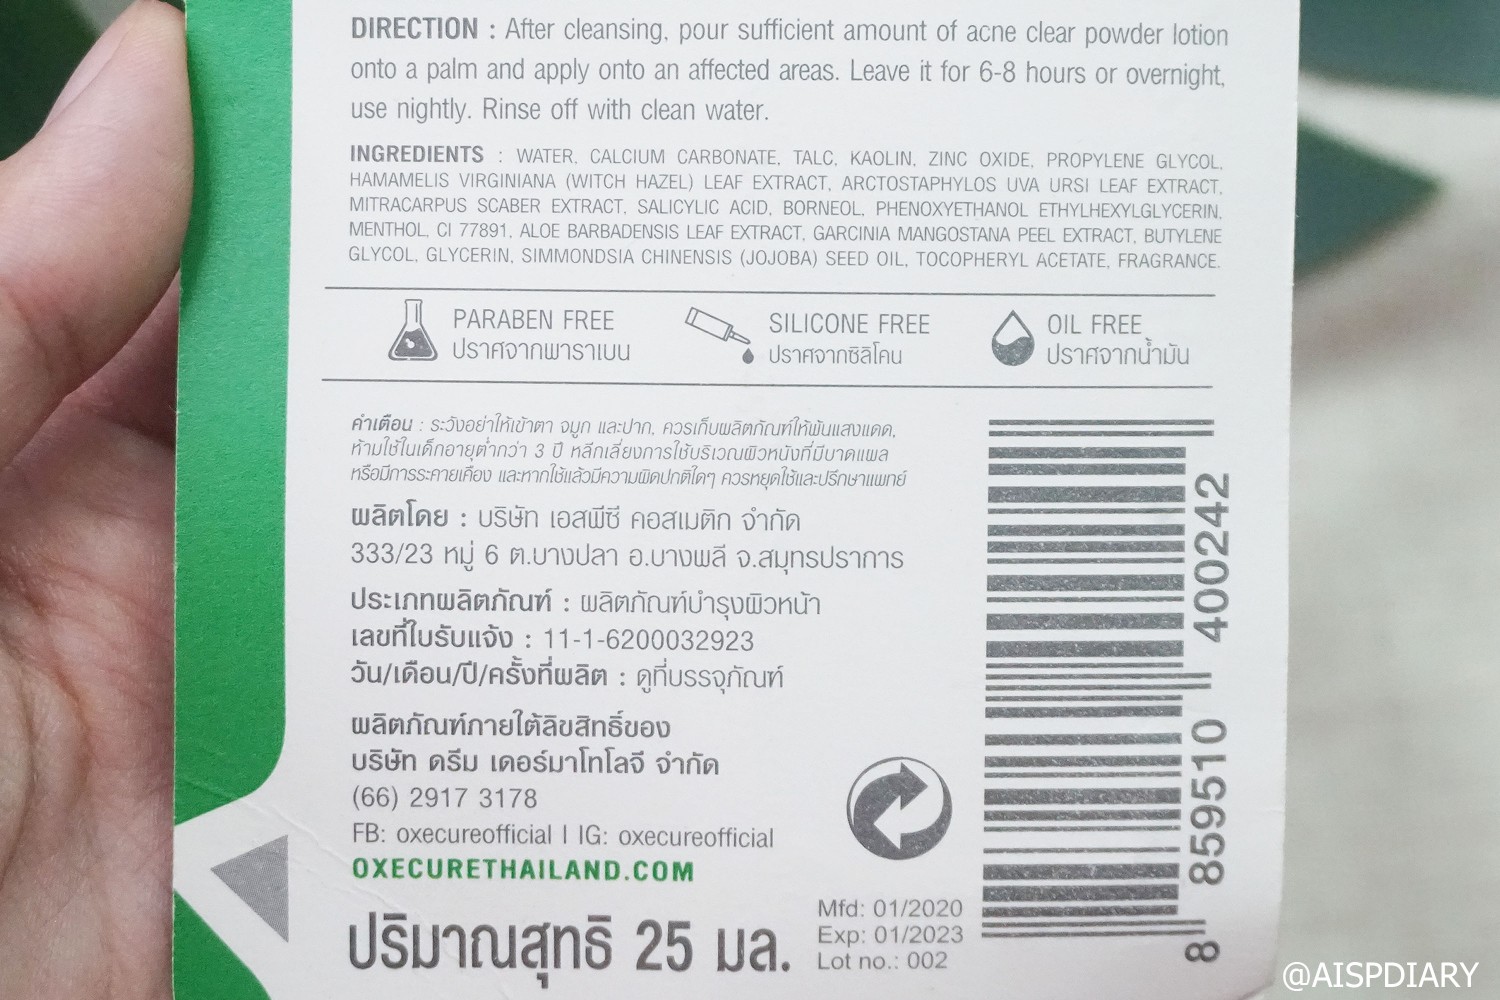 DIRECTION : After cleansing, pour sufficient amount of acne clear powder lotion
onto a palm and apply onto an affected areas. Leave it for 6-8 hours or overnight,
use nightly. Rinse off with clean water.
INGREDIENTS : WATER, CALCIUM CARBONATE, TALC, KAOLIN, ZINC OXIDE, PROPYLENE GLYCOL,
HAMAMELIS VIRGINIANA (WITCH HAZEL) LEAF EXTRACT, ARCTOSTAPHYLOS UVA URSI LEAF EXTRACT,
MITRACARPUS SCABER EXTRACT, SALICYLIC ACID, BORNEOL, PHENOXYETHANOL ETHYLHEXYLGLYCERIN,
MENTHOL, CI 77891, ALOE BARBADENSIS LEAF EXTRACT, GARCINIA MANGOSTANA PEEL EXTRACT, BUTYLENE
GLYCOL, GLYCERIN, SIMMONDSIA CHINENSIS (JOJOBA) SEED OIL, TOCOPHERYL ACETATE, FRAGRANCE.
PARABEN FREE
ปราศจากพาราเบน
SILICONE FREE
ปราศจากซิลิโคน
OIL FREE
ปราศจากน้ำมัน
คำเตือน : ระวังอย่าให้เข้าตา จมูก และปาก, ควรเก็บผลิตภัณฑ์ให้พ้นแสงแดด,
ห้ามใช้ในเด็กอายุต่ำกว่า 3 ปี หลีกเลี่ยงการใช้บริเวณผิวหนังที่มีบาดแผล
หรือมีการระคายเคือง และหากใช้แล้วมีความผิดปกติใดๆ ควรหยุดใช้และปรึกษาแพทย์
ผลิตโดย : บริษัท เอสพีซี คอสเมติก จำกัด
333/23 หมู่ 6 ต.บางปลา อ.บางพลี จ.สมุทรปราการ
ประเภทผลิตภัณฑ์ : ผลิตภัณฑ์บำรุงผิวหน้า
เลขที่ใบรับแจ้ง : 11-1-6200032923
วัน/เดือน/ปี/ครั้งที่ผลิต : ดูที่บรรจุภัณฑ์
ผลิตภัณฑ์ภายใต้ลิขสิทธิ์ของ
บริษัท ดรีม เดอร์มาโทโลจี จำกัด
(66) 2917 3178
FB: oxecureofficial | IG: oxecureofficial
OXECURETHAILAND.COM
ปริมาณสุทธิ 25 มล.
Mfd: 01/2020
Exp: 01/2023
Lot no.: 002
8 859510 400242
@AISPDIARY